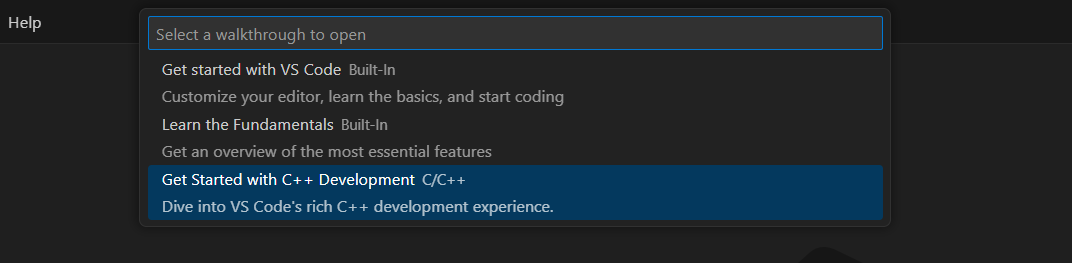 Help
Select a walkthrough to open
Get started with VS Code Built-In
Customize your editor, learn the basics, and start coding
Learn the Fundamentals Built-In
Get an overview of the most essential features
Get Started with C++ Development C/C++
Dive into VS Code's rich C++ development experience.